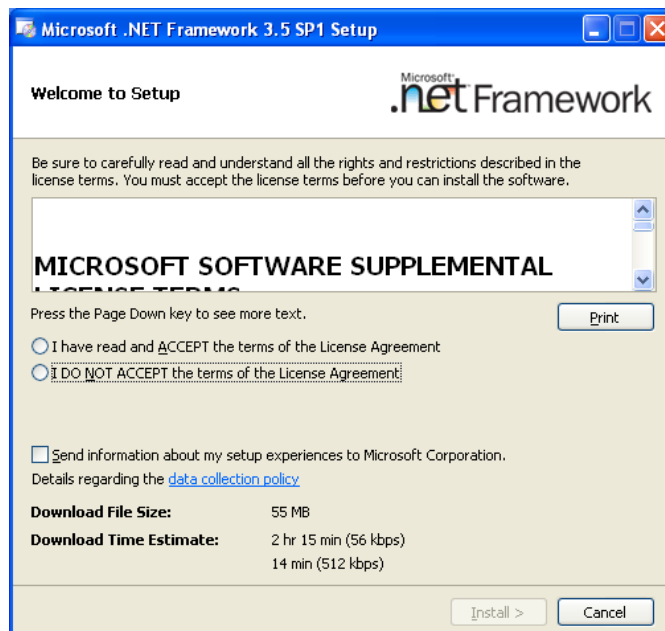 Microsoft .NET Framework 3.5 SP1 Setup
Welcome to Setup
Microsoft
.net Framework
Be sure to carefully read and understand all the rights and restrictions described in the
license terms. You must accept the license terms before you can install the software.
MICROSOFT SOFTWARE SUPPLEMENTAL
LICENSE TERMS
Press the Page Down key to see more text.
Print
I have read and ACCEPT the terms of the License Agreement
I DO NOT ACCEPT the terms of the License Agreement
Send information about my setup experiences to Microsoft Corporation.
Details regarding the data collection policy
Download File Size: 55 MB
Download Time Estimate: 2 hr 15 min (56 kbps)
14 min (512 kbps)
Install >
Cancel